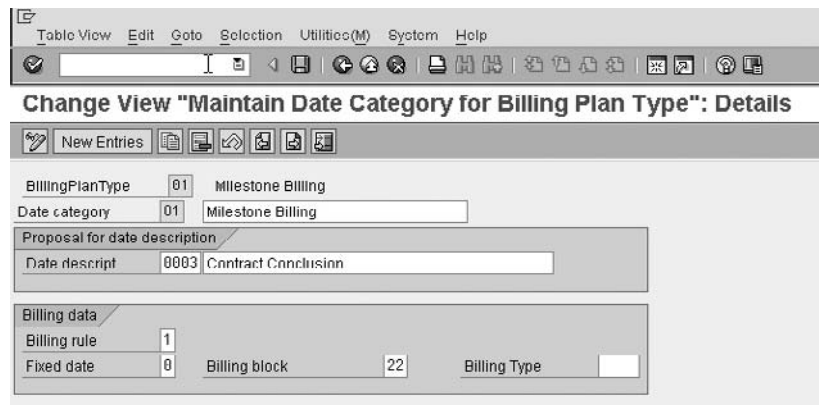 Table View Edit Goto Selection Utilities(M) System Help
Change View "Maintain Date Category for Billing Plan Type": Details
New Entries
BillingPlanType 01 Milestone Billing
Date category 01 Milestone Billing
Proposal for date description
Date descript 0003 Contract Conclusion
Billing data
Billing rule 1
Fixed date 0 Billing block 22 Billing Type